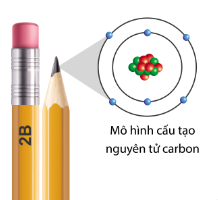 2B
Mô hình cấu tạo
nguyên tử carbon